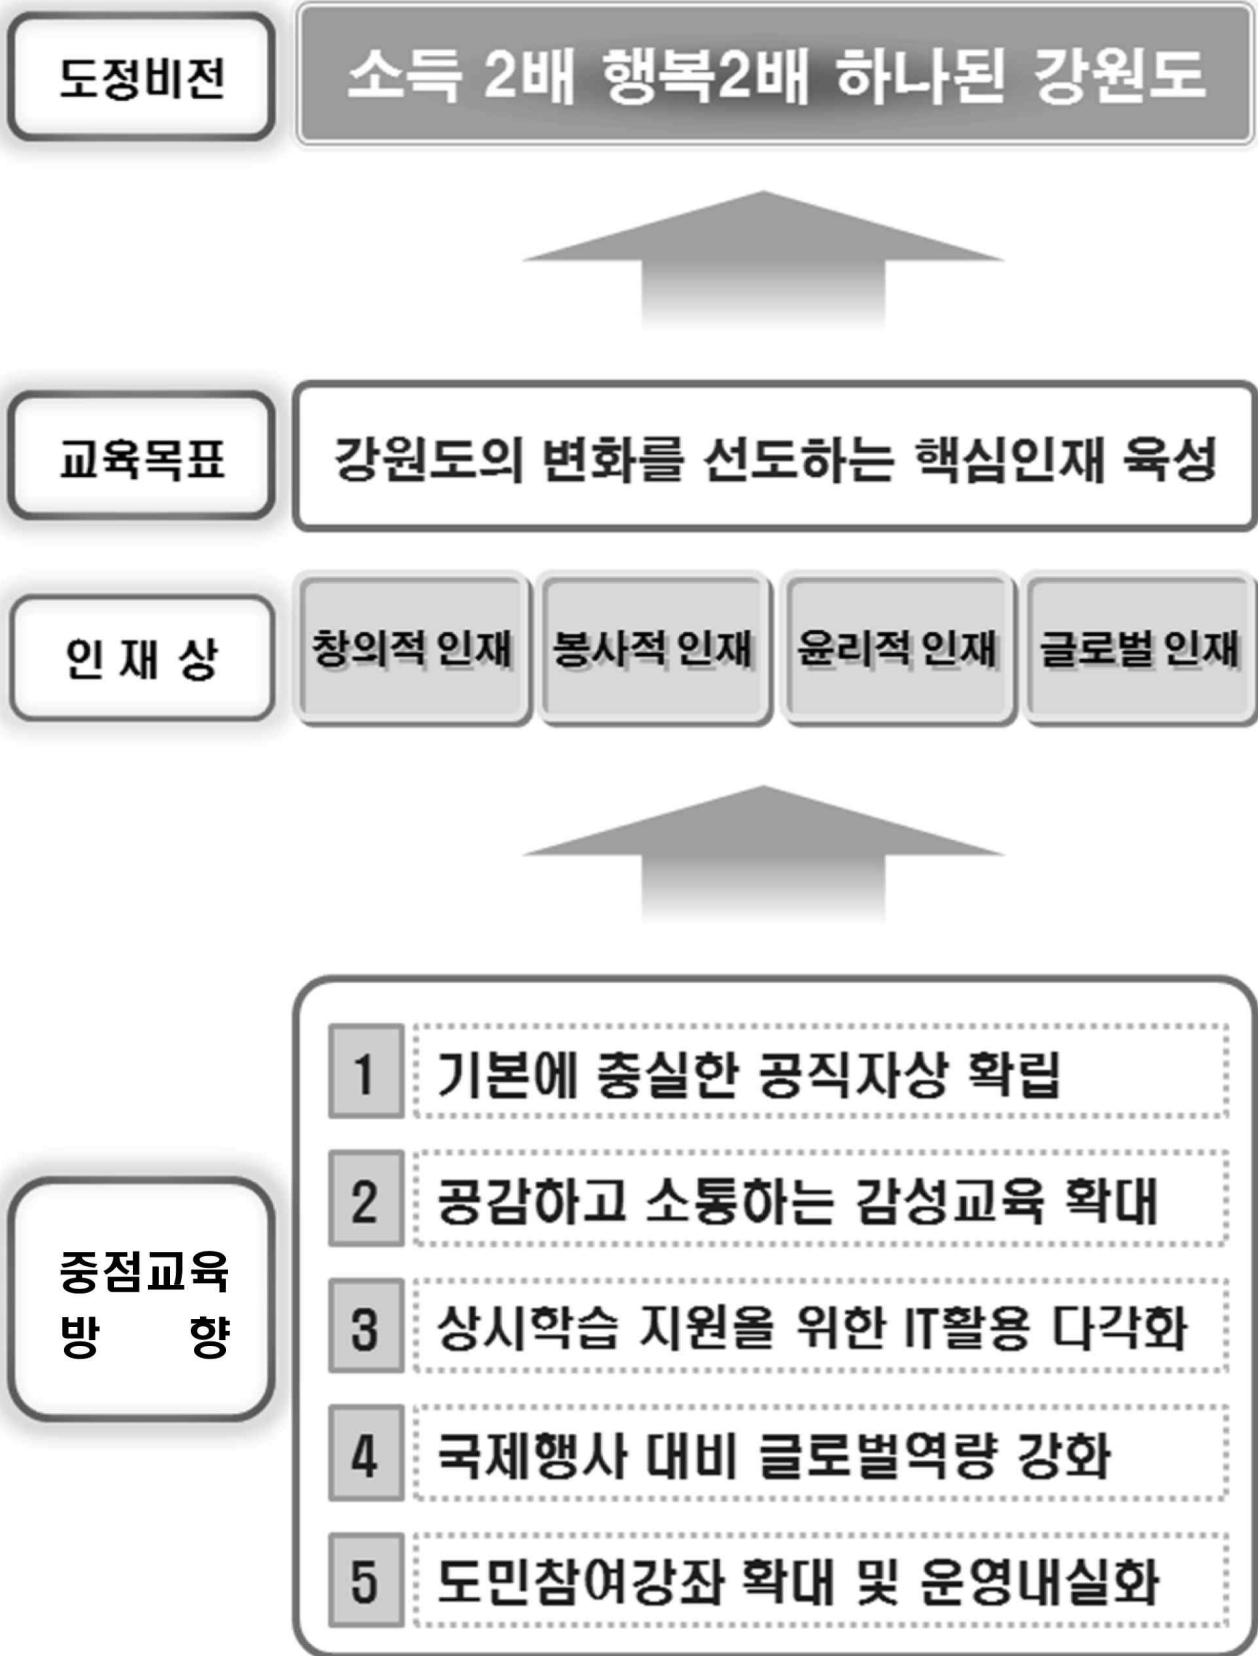 도정비전
소득 2배 행복2배 하나된 강원도
교육목표
강원도의 변화를 선도하는 핵심인재 육성
인 재 상
창의적 인재
봉사적 인재
윤리적 인재
글로벌 인재
중점교육
방 향
1 기본에 충실한 공직자상 확립
2 공감하고 소통하는 감성교육 확대
3 상시학습 지원을 위한 IT활용 다각화
4 국제행사 대비 글로벌역량 강화
5 도민참여강좌 확대 및 운영내실화